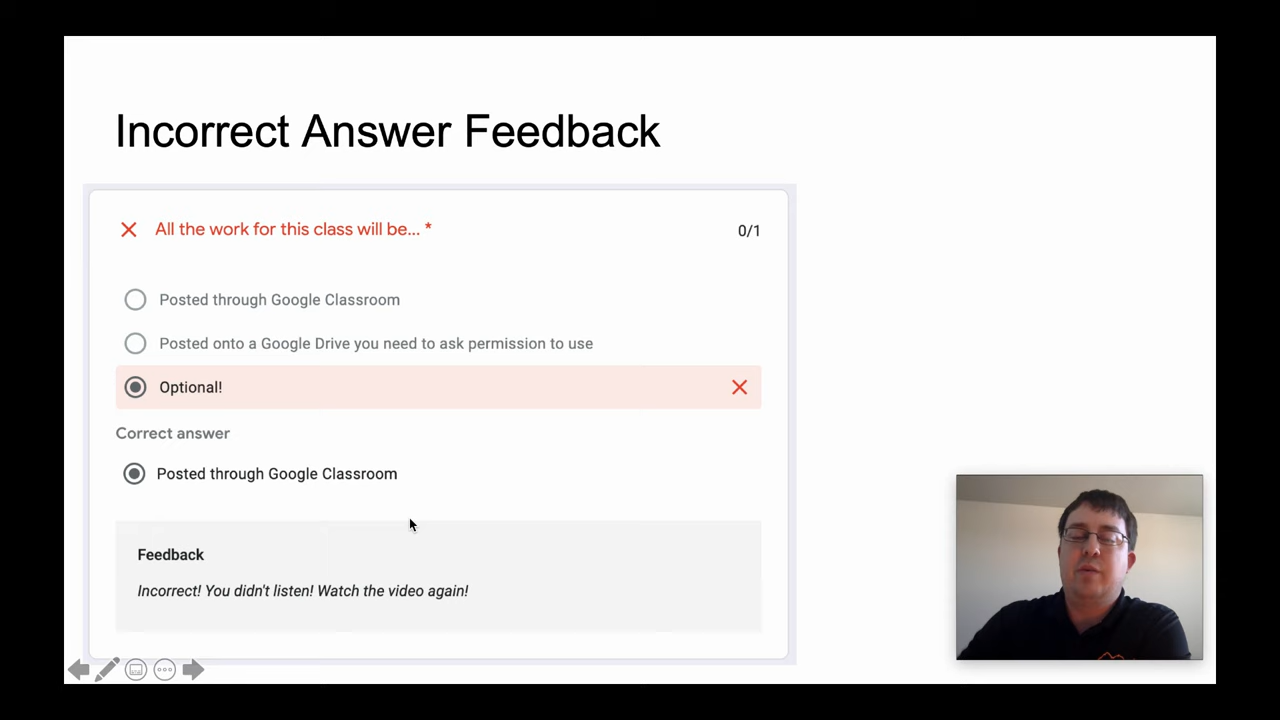 Incorrect Answer Feedback
All the work for this class will be... *
0/1
Posted through Google Classroom
Posted onto a Google Drive you need to ask permission to use
Optional!
Correct answer
Posted through Google Classroom
Feedback
Incorrect! You didn't listen! Watch the video again!